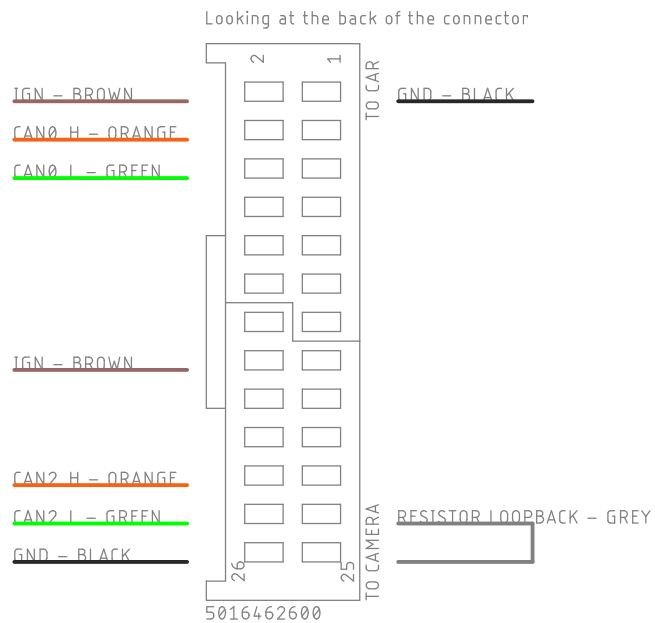 Looking at the back of the connector
2 1
TO CAR
IGN - BROWN
GND - BLACK
CAN0 H - ORANGE
CAN0 L - GREEN
IGN - BROWN
CAN2 H - ORANGE
CAN2 L - GREEN
RESISTOR LOOPBACK - GREY
GND - BLACK
TO CAMERA
26 25
5016462600